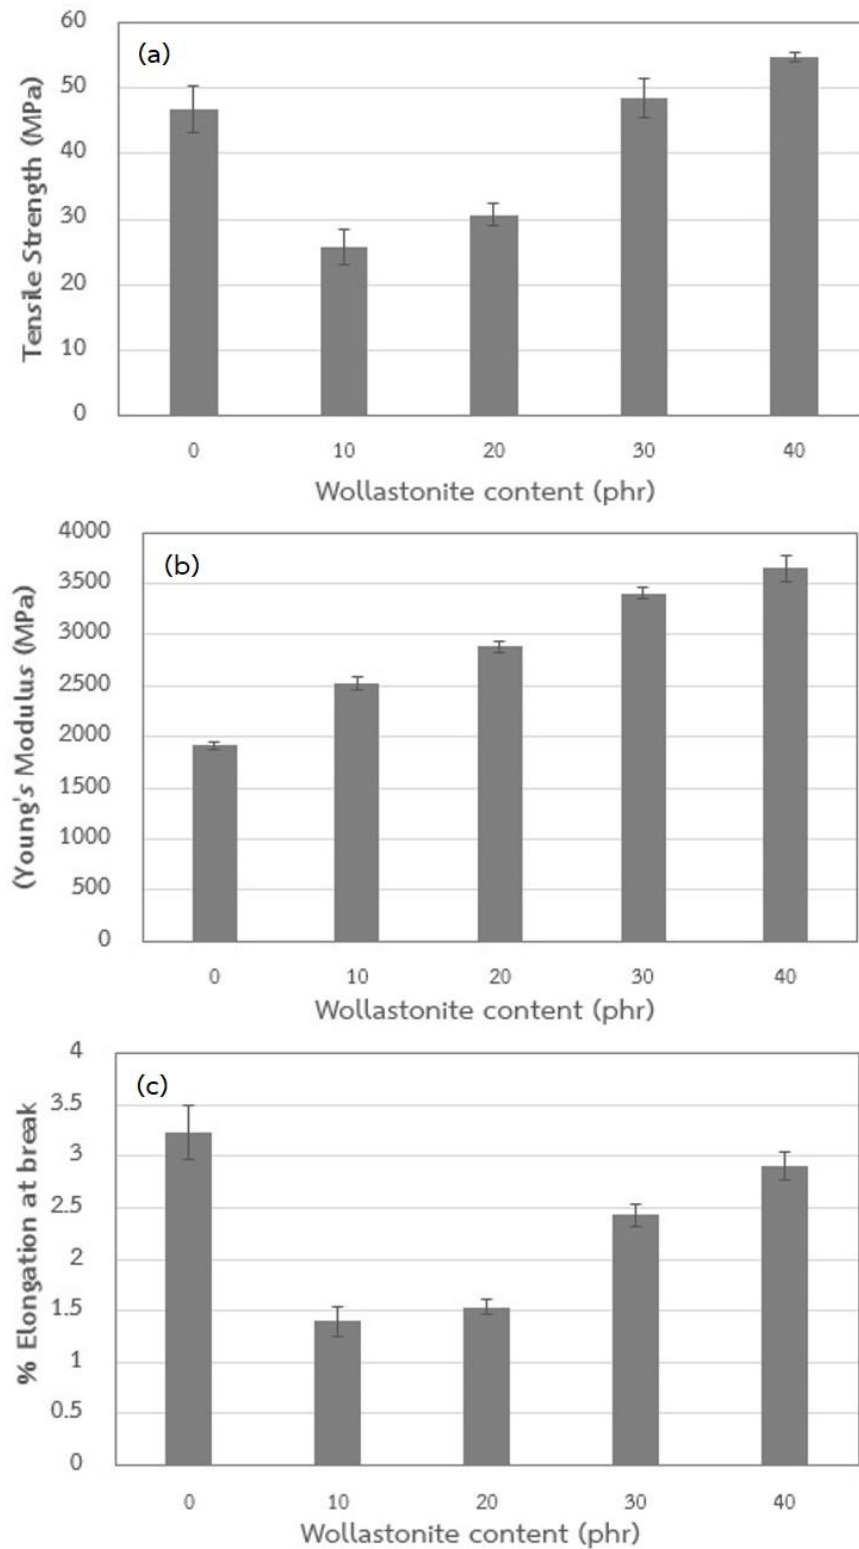 (a)
Tensile Strength (MPa)
60
50
40
30
20
10
0
0 10 20 30 40
Wollastonite content (phr)
(b)
(Young's Modulus (MPa)
4000
3500
3000
2500
2000
1500
1000
500
0
0 10 20 30 40
Wollastonite content (phr)
(c)
% Elongation at break
4
3.5
3
2.5
2
1.5
1
0.5
0
0 10 20 30 40
Wollastonite content (phr)